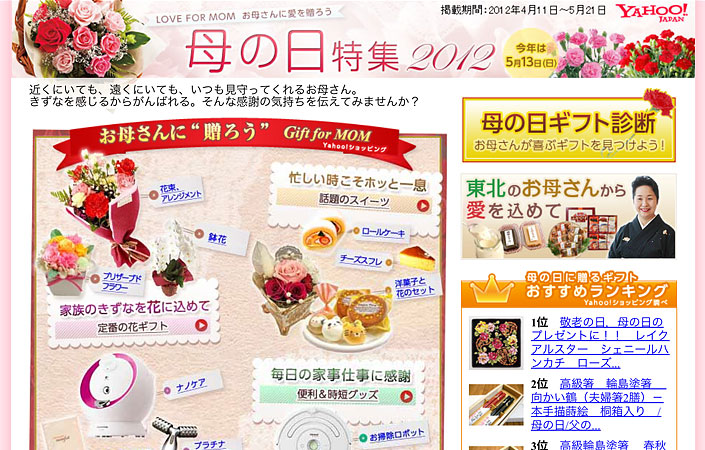 LOVE FOR MOM お母さんに愛を贈ろう
母の日特集2012
掲載期間:2012年4月11日〜5月21日
YAHOO!
JAPAN
今年は
5月13日(日)
近くにいても、遠くにいても、いつも見守ってくれるお母さん。
きずなを感じるからがんばれる。そんな感謝の気持ちを伝えてみませんか?
お母さんに“贈ろう” Gift for MOM
Yahoo!ショッピング
花束、
アレンジメント
鉢花
プリザーブド
フラワー
家族のきずなを花に込めて
定番の花ギフト
忙しい時こそホッと一息
話題のスイーツ
ロールケーキ
チーズスフレ
洋菓子と
花のセット
ナノケア
プラチナ
毎日の家事仕事に感謝
便利&時短グッズ
お掃除ロボット
母の日ギフト診断
お母さんが喜ぶギフトを見つけよう!
東北のお母さんから
愛を込めて
母の日に贈るギフト
おすすめランキング
Yahoo!ショッピング調べ
1位 敬老の日、母の日の
プレゼントに!! レイク
アルスター シェニールハ
ンカチ ローズ...
2位 高級箸 輪島塗箸
向かい鶴(夫婦箸2膳)−
本手描蒔絵 桐箱入り /
母の日/父の...
3位 高級輪島塗箸 春秋